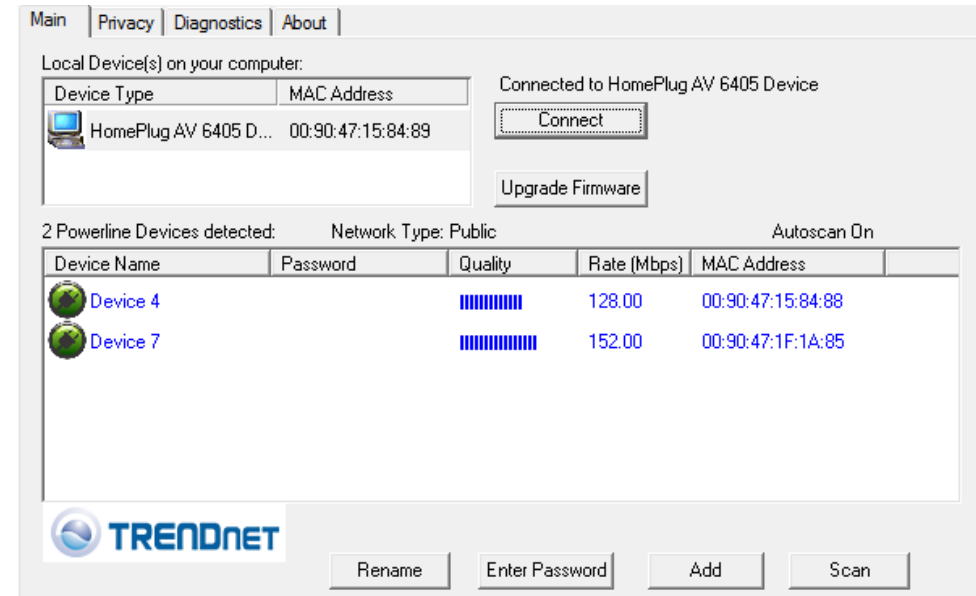 Main Privacy Diagnostics About
Local Device(s) on your computer:
Device Type MAC Address
HomePlug AV 6405 D... 00:90:47:15:84:89
Connected to HomePlug AV 6405 Device
Connect
Upgrade Firmware
2 Powerline Devices detected: Network Type: Public Autoscan On
Device Name Password Quality Rate (Mbps) MAC Address
Device 4 128.00 00:90:47:15:84:88
Device 7 152.00 00:90:47:1F:1A:85
TRENDNET
Rename Enter Password Add Scan